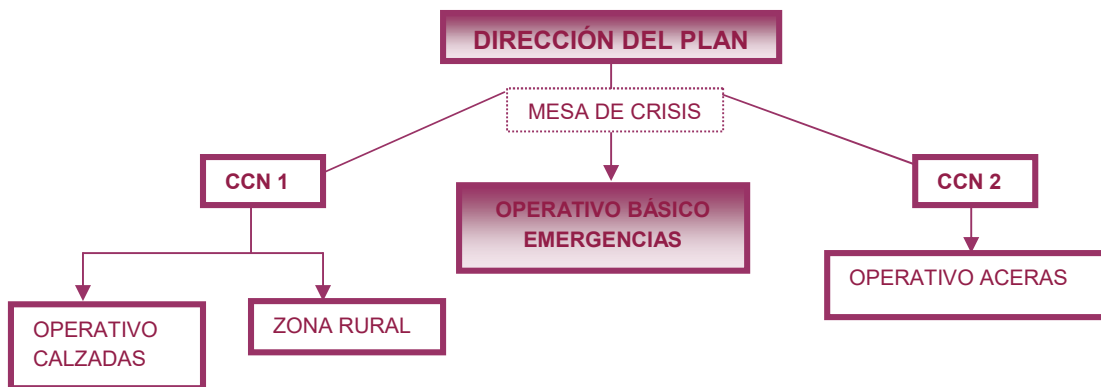 DIRECCIÓN DEL PLAN
MESA DE CRISIS
CCN 1
OPERATIVO BÁSICO
EMERGENCIAS
CCN 2
OPERATIVO
CALZADAS
ZONA RURAL
OPERATIVO ACERAS